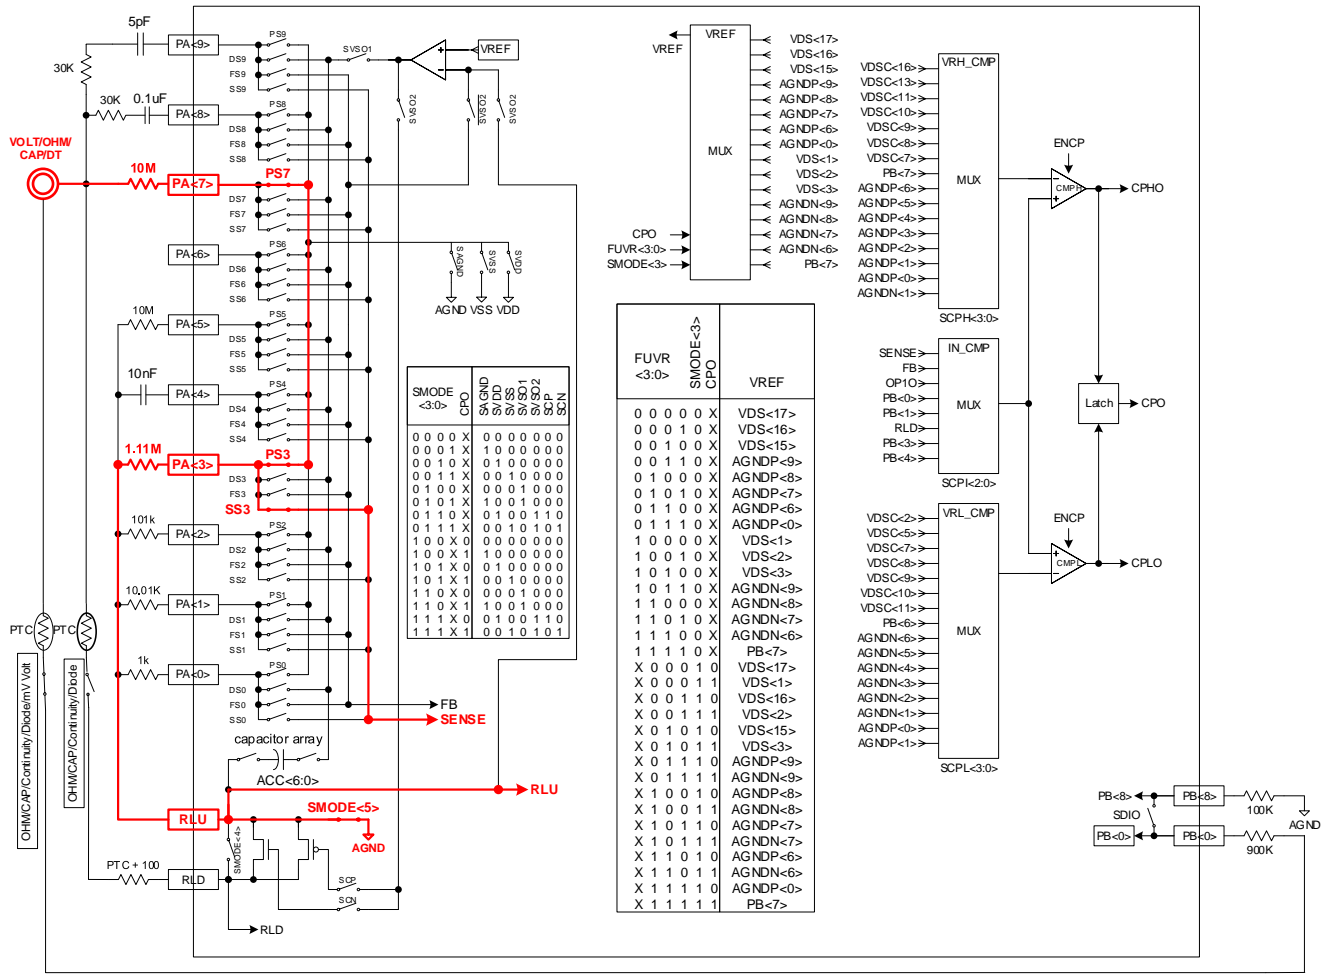 5pF
PA<9>
PS9
DS9
FS9
SS9
SVSO1
VREF
30K
30K
0.1uF
PA<8>
PS8
DS8
FS8
SS8
SVSO2
SVSO2
SVSO2
VOLT/OHM/
CAP/DT
10M
PA<7>
PS7
DS7
FS7
SS7
PA<6>
PS6
DS6
FS6
SS6
SAGND
SVSS
SVDD
AGND VSS VDD
10M
PA<5>
PS5
DS5
FS5
SS5
10nF
PA<4>
PS4
DS4
FS4
SS4
1.11M
PA<3>
PS3
DS3
FS3
SS3
101k
PA<2>
PS2
DS2
FS2
SS2
10.01K
PA<1>
PS1
DS1
FS1
SS1
1k
PA<0>
PS0
DS0
FS0
SS0
FB
SENSE
PTC
PTC
OHM/CAP/Continuity/Diode/mV Volt
OHM/CAP/Continuity/Diode
capacitor array
ACC<6:0>
RLU
RLU
SMODE<5>
AGND
SMODE<4>
PTC + 100
RLD
SCP
SCN
RLD
SMODE <3:0> CPO SAGND SVDD SVSS SVSO1 SVSO2 SCP SCN
0 0 0 0 X 0 0 0 0 0 0 0
0 0 0 1 X 1 0 0 0 0 0 0
0 0 1 0 X 0 1 0 0 0 0 0
0 0 1 1 X 0 0 1 0 0 0 0
0 1 0 0 X 0 0 0 1 0 0 0
0 1 0 1 X 1 0 0 1 0 0 0
0 1 1 0 X 0 0 0 0 1 1 0
0 1 1 1 X 0 0 1 0 1 0 1
1 0 0 X 0 0 0 0 0 0 0 0
1 0 0 X 1 1 0 0 0 0 0 0
1 0 1 X 0 0 1 0 0 0 0 0
1 0 1 X 1 0 0 1 0 0 0 0
1 1 0 X 0 0 0 0 1 0 0 0
1 1 0 X 1 1 0 0 1 0 0 0
1 1 1 X 0 0 0 0 0 1 1 0
1 1 1 X 1 0 0 1 0 1 0 1
VREF
VREF
MUX
CPO
FUVR<3:0>
SMODE<3>
VDS<17>
VDS<16>
VDS<15>
AGNDP<9>
AGNDP<8>
AGNDP<7>
AGNDP<6>
AGNDP<0>
VDS<1>
VDS<2>
VDS<3>
AGNDN<9>
AGNDN<8>
AGNDN<7>
AGNDN<6>
PB<7>
FUVR <3:0> SMODE<3> CPO VREF
0 0 0 0 0 X VDS<17>
0 0 0 1 0 X VDS<16>
0 0 1 0 0 X VDS<15>
0 0 1 1 0 X AGNDP<9>
0 1 0 0 0 X AGNDP<8>
0 1 0 1 0 X AGNDP<7>
0 1 1 0 0 X AGNDP<6>
0 1 1 1 0 X AGNDP<0>
1 0 0 0 0 X VDS<1>
1 0 0 1 0 X VDS<2>
1 0 1 0 0 X VDS<3>
1 0 1 1 0 X AGNDN<9>
1 1 0 0 0 X AGNDN<8>
1 1 0 1 0 X AGNDN<7>
1 1 1 0 0 X AGNDN<6>
1 1 1 1 0 X PB<7>
X 0 0 0 1 0 VDS<17>
X 0 0 0 1 1 VDS<1>
X 0 0 1 1 0 VDS<16>
X 0 0 1 1 1 VDS<2>
X 0 1 0 1 0 VDS<15>
X 0 1 0 1 1 VDS<3>
X 0 1 1 1 0 AGNDP<9>
X 0 1 1 1 1 AGNDN<9>
X 1 0 0 1 0 AGNDP<8>
X 1 0 0 1 1 AGNDN<8>
X 1 0 1 1 0 AGNDP<7>
X 1 0 1 1 1 AGNDN<7>
X 1 1 0 1 0 AGNDP<6>
X 1 1 0 1 1 AGNDN<6>
X 1 1 1 1 0 AGNDP<0>
X 1 1 1 1 1 PB<7>
VRH_CMP
MUX
VDSC<16>
VDSC<13>
VDSC<11>
VDSC<10>
VDSC<9>
VDSC<8>
VDSC<7>
PB<7>
AGNDP<6>
AGNDP<5>
AGNDP<4>
AGNDP<3>
AGNDP<2>
AGNDP<1>
AGNDP<0>
AGNDN<1>
SCPH<3:0>
ENCP
CMPH
CPHO
IN_CMP
MUX
SENSE
FB
OP1O
PB<0>
PB<1>
RLD
PB<3>
PB<4>
SCPI<2:0>
Latch
CPO
VRL_CMP
MUX
VDSC<2>
VDSC<5>
VDSC<7>
VDSC<8>
VDSC<9>
VDSC<10>
VDSC<11>
PB<6>
AGNDN<6>
AGNDN<5>
AGNDN<4>
AGNDN<3>
AGNDN<2>
AGNDN<1>
AGNDP<0>
AGNDP<1>
SCPL<3:0>
ENCP
CMPL
CPLO
PB<8>
PB<8>
100K
AGND
SDIO
PB<0>
PB<0>
900K